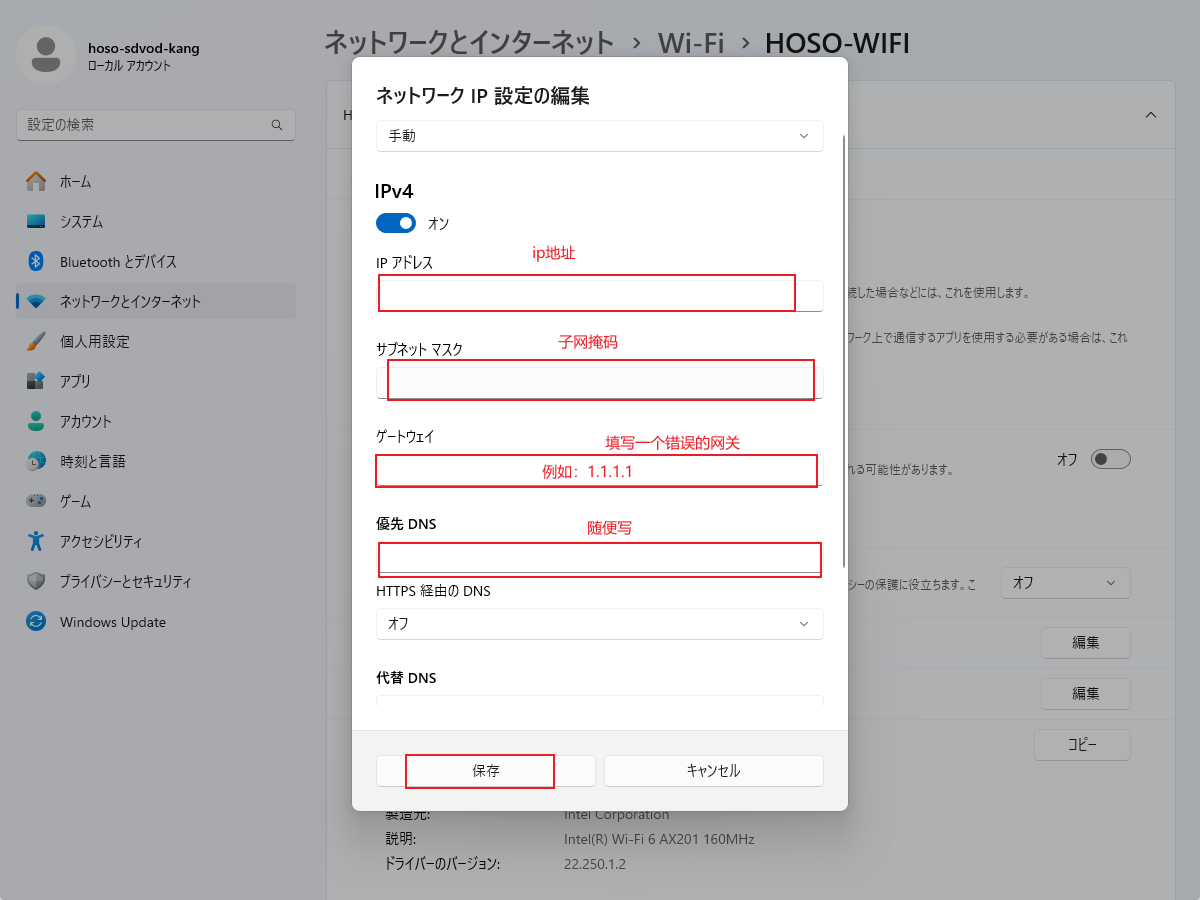 hoso-sdvod-kang
ローカル アカウント
設定の検索
ホーム
システム
Bluetooth とデバイス
ネットワークとインターネット
個人用設定
アプリ
アカウント
時刻と言語
ゲーム
アクセシビリティ
プライバシーとセキュリティ
Windows Update
ネットワークとインターネット › Wi-Fi › HOSO-WIFI
H
ネットワーク IP 設定の編集
手動
IPv4
オン
ip地址
IP アドレス
子网掩码
サブネット マスク
ゲートウェイ
填写一个错误的网关
例如：1.1.1.1
優先 DNS
随便写
HTTPS 経由の DNS
オフ
代替 DNS
保存
キャンセル
続した場合などには、これを使用します。
ワーク上で通信するアプリを使用する必要がある場合は、これ
れる可能性があります。
オフ
シーの保護に役立ちます。こ
オフ
編集
編集
コピー
製造元:
Intel Corporation
説明:
Intel(R) Wi-Fi 6 AX201 160MHz
ドライバーのバージョン:
22.250.1.2